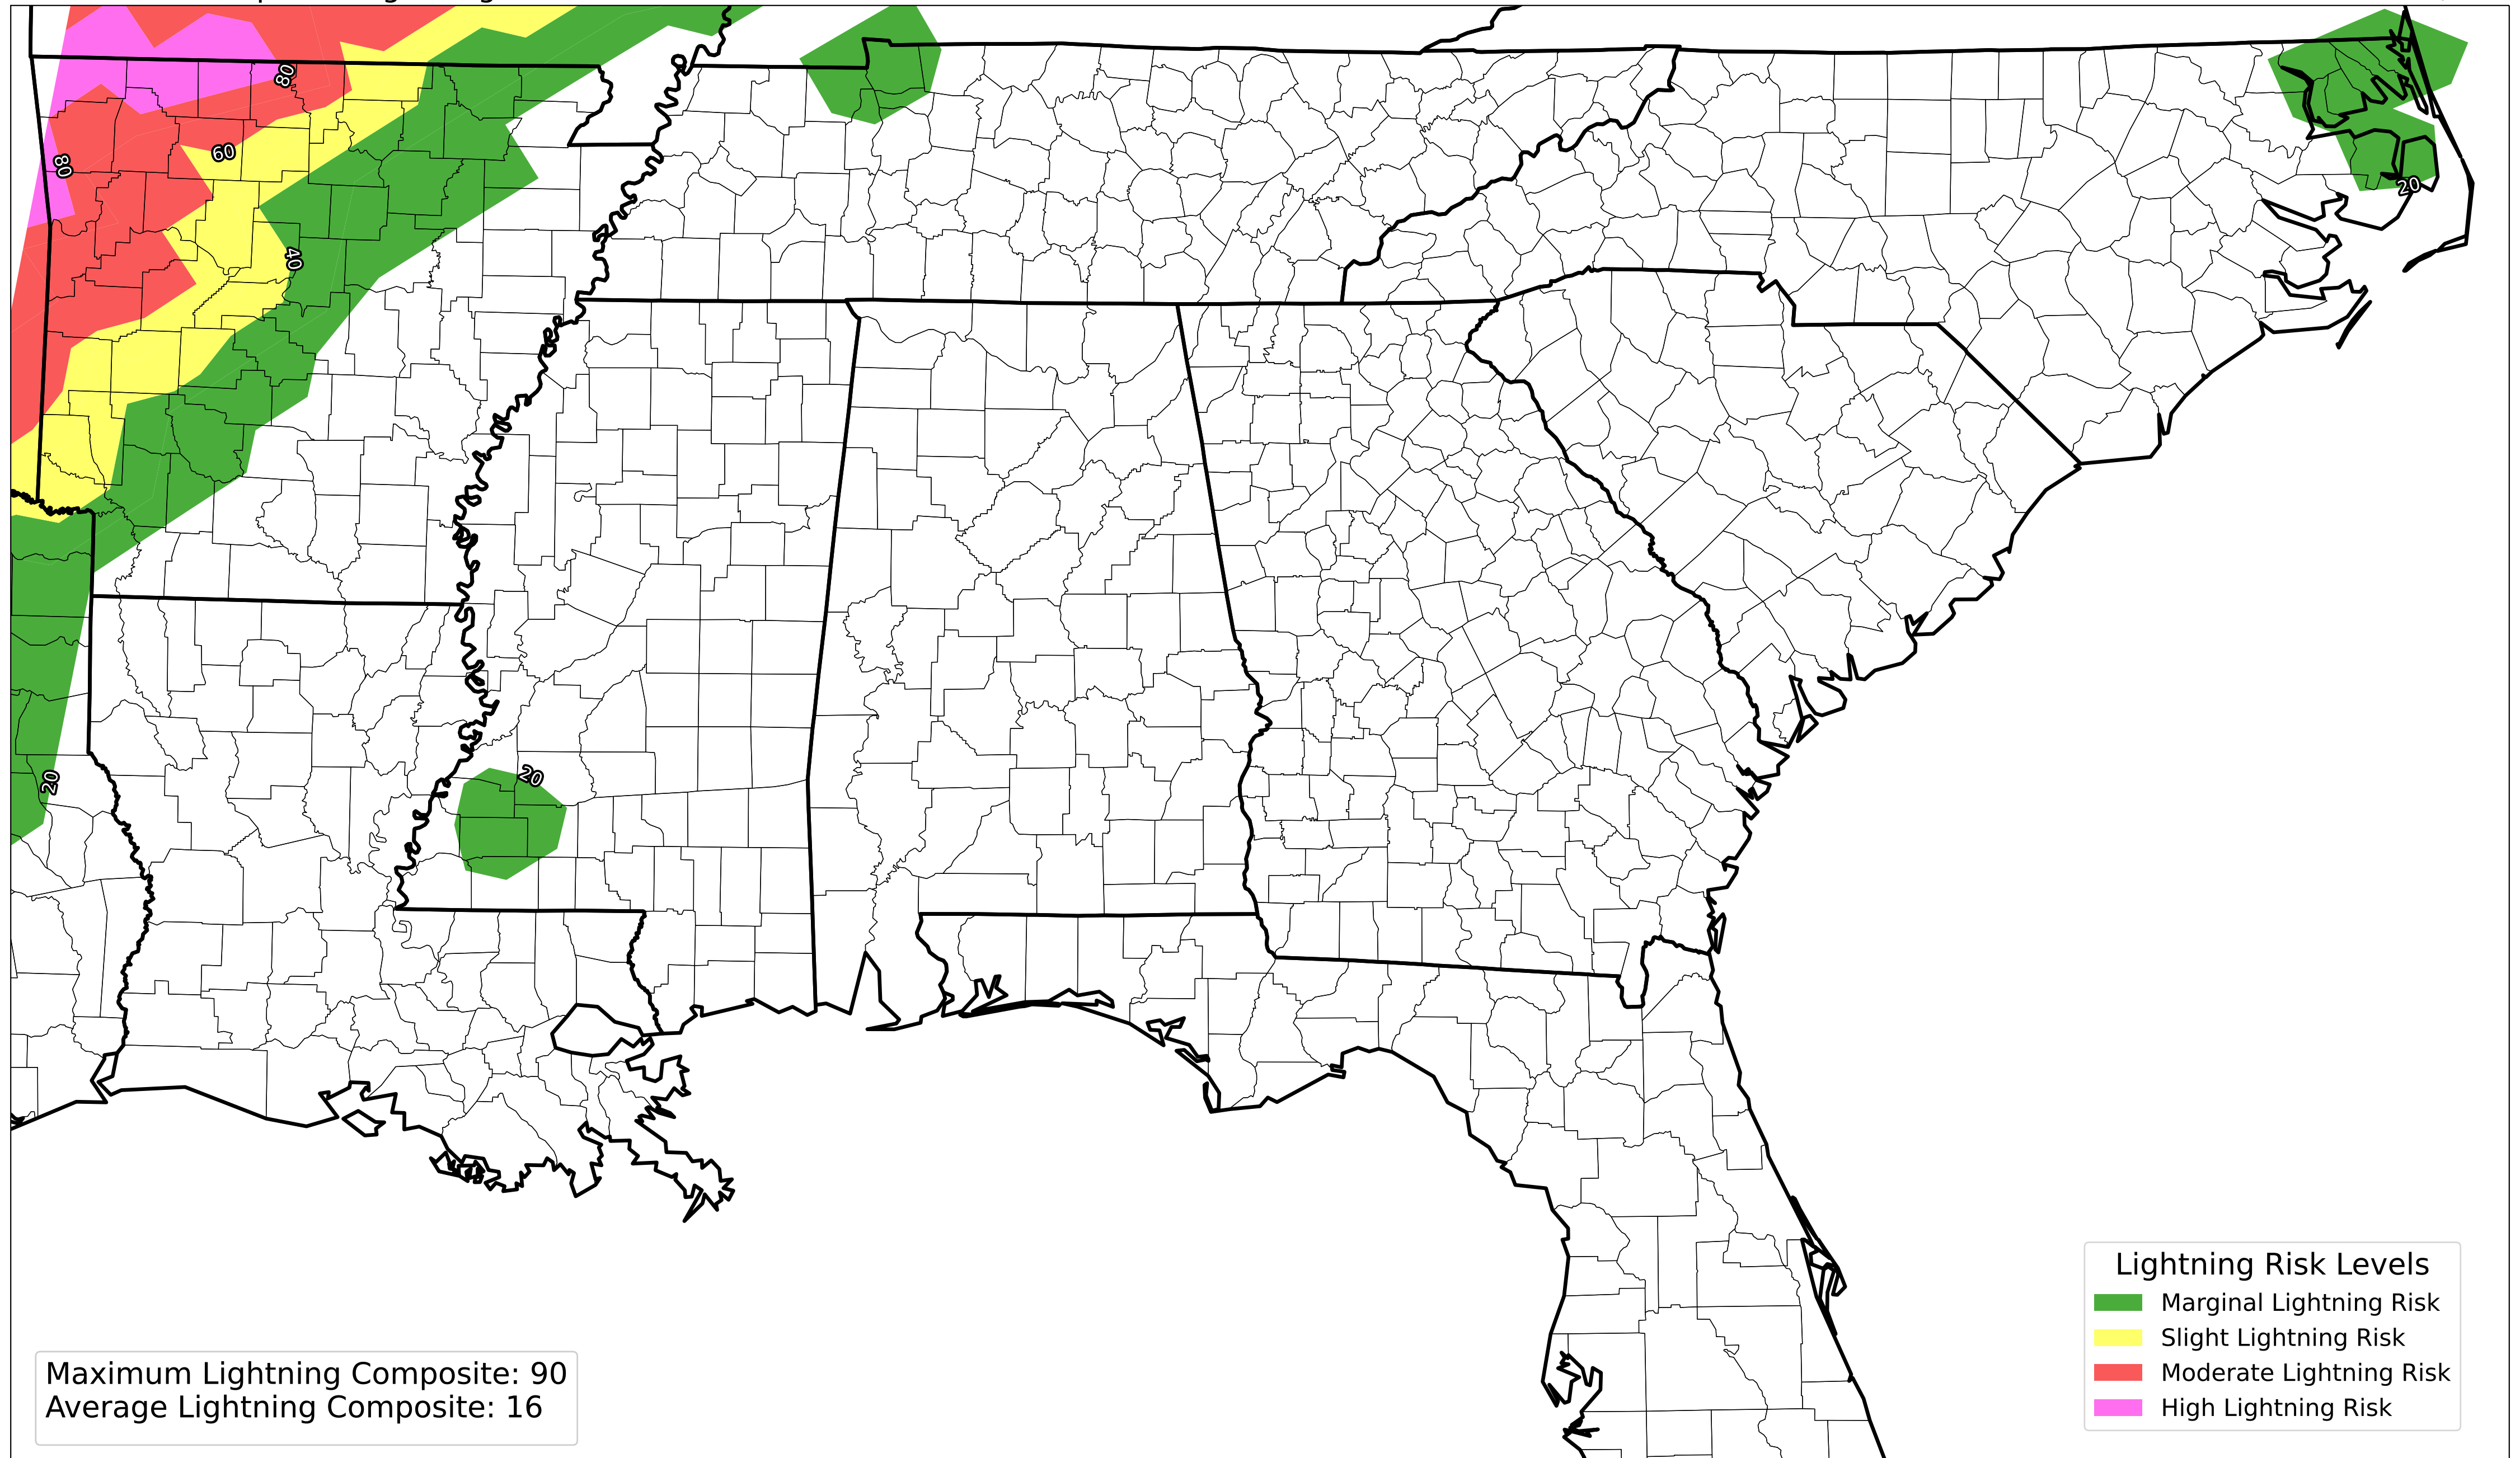 80
80
60
40
20
20
20
Lightning Risk Levels
Marginal Lightning Risk
Slight Lightning Risk
Moderate Lightning Risk
High Lightning Risk
Maximum Lightning Composite: 90
Average Lightning Composite: 16